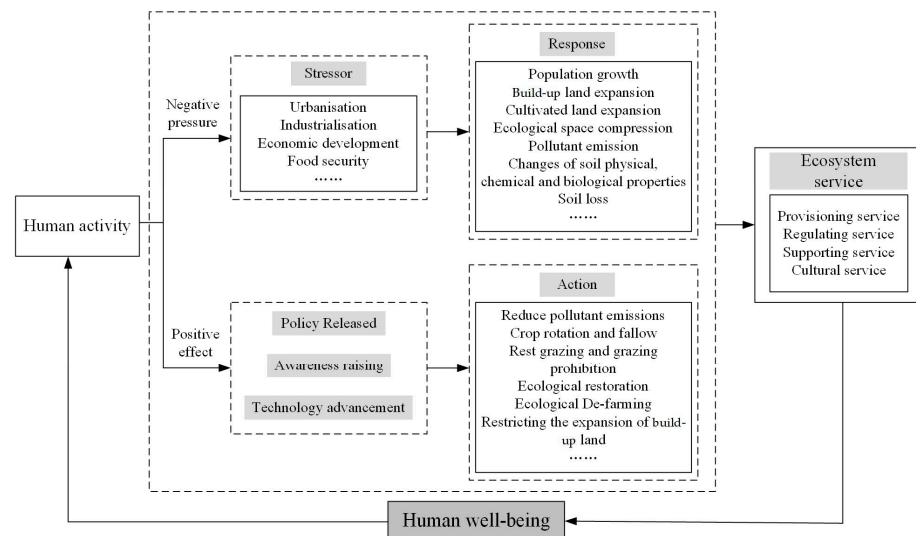 Human activity
Negative
pressure
Stressor
Urbanisation
Industrialisation
Economic development
Food security
……
Response
Population growth
Build-up land expansion
Cultivated land expansion
Ecological space compression
Pollutant emission
Changes of soil physical,
chemical and biological properties
Soil loss
……
Positive
effect
Policy Released
Awareness raising
Technology advancement
Action
Reduce pollutant emissions
Crop rotation and fallow
Rest grazing and grazing
prohibition
Ecological restoration
Ecological De-farming
Restricting the expansion of build-
up land
……
Ecosystem
service
Provisioning service
Regulating service
Supporting service
Cultural service
Human well-being